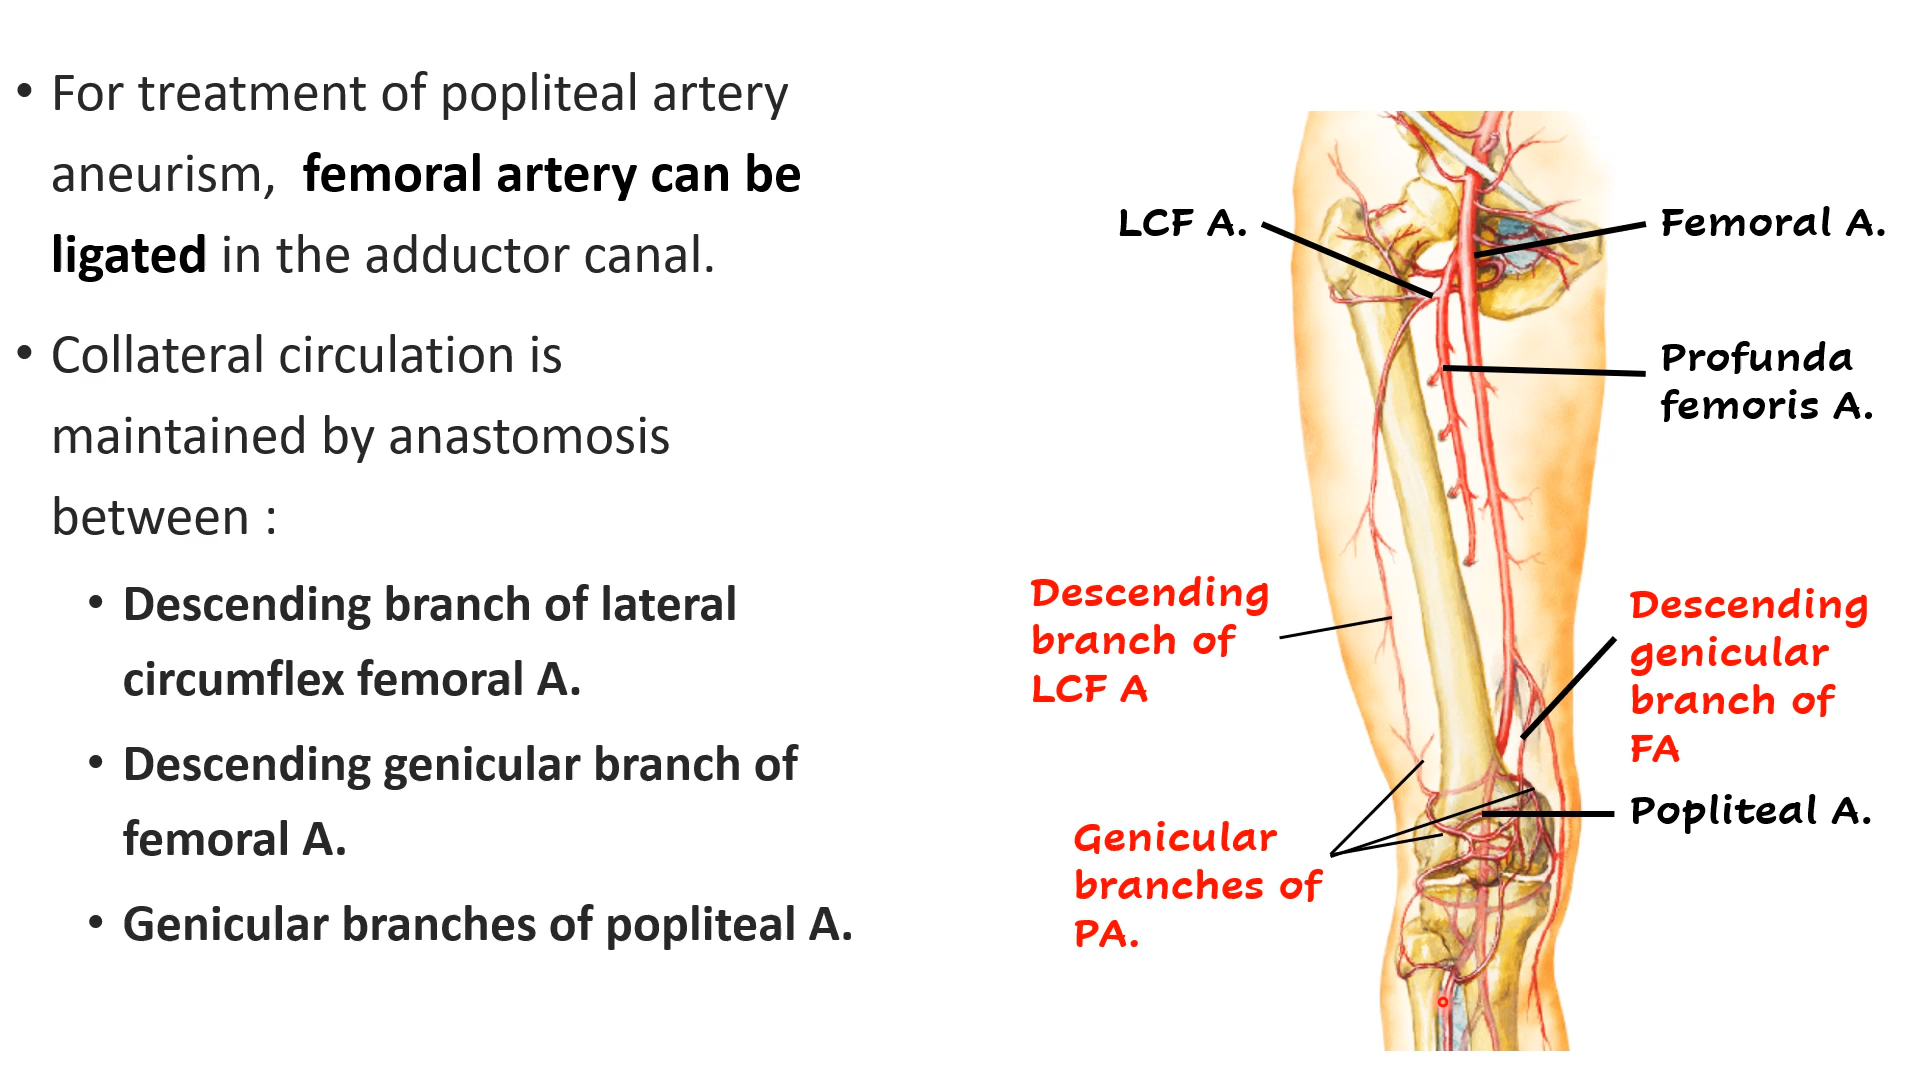 • For treatment of popliteal artery
aneurism, femoral artery can be
ligated in the adductor canal.
• Collateral circulation is
maintained by anastomosis
between :
• Descending branch of lateral
circumflex femoral A.
• Descending genicular branch of
femoral A.
• Genicular branches of popliteal A.
LCF A.
Femoral A.
Profunda
femoris A.
Descending
branch of
LCF A
Descending
genicular
branch of
FA
Popliteal A.
Genicular
branches of
PA.